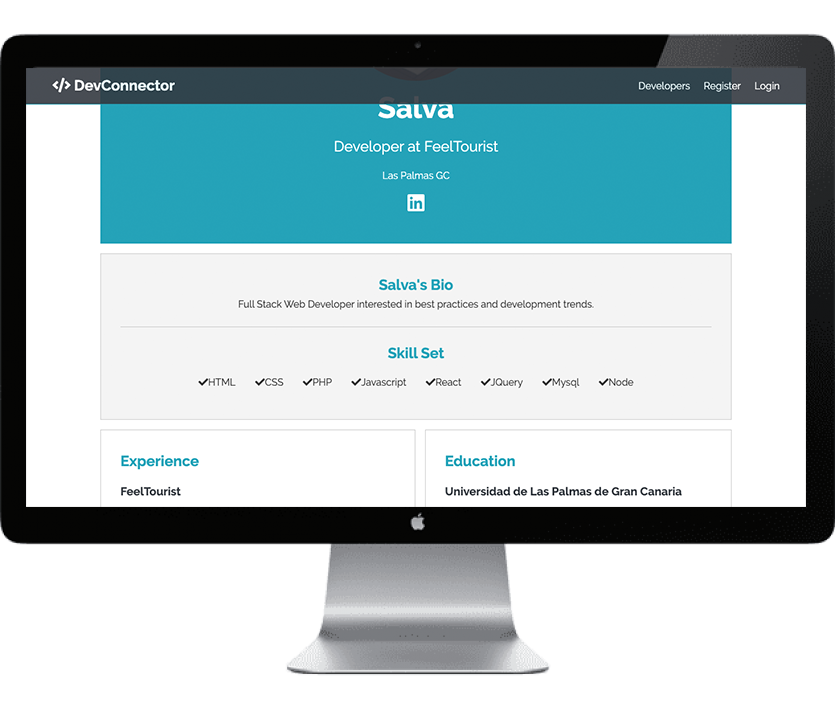 </> DevConnector Developers Register Login
Salva
Developer at FeelTourist
Las Palmas GC
in
Salva's Bio
Full Stack Web Developer interested in best practices and development trends.
Skill Set
HTML CSS PHP Javascript React JQuery Mysql Node
Experience Education
FeelTourist Universidad de Las Palmas de Gran Canaria